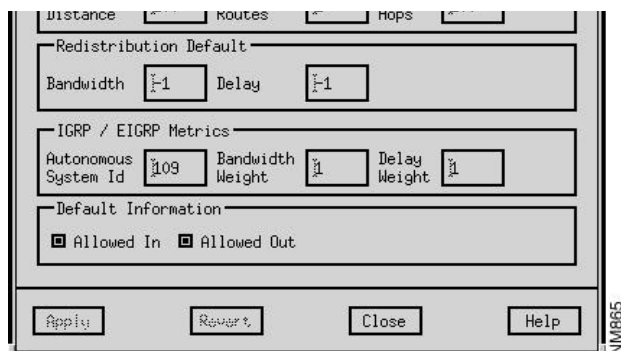 Distance Routes Hops
Redistribution Default
Bandwidth -1 Delay -1
IGRP / EIGRP Metrics
Autonomous System Id 109 Bandwidth Weight 1 Delay Weight 1
Default Information
Allowed In Allowed Out
Apply Revert Close Help
NM865